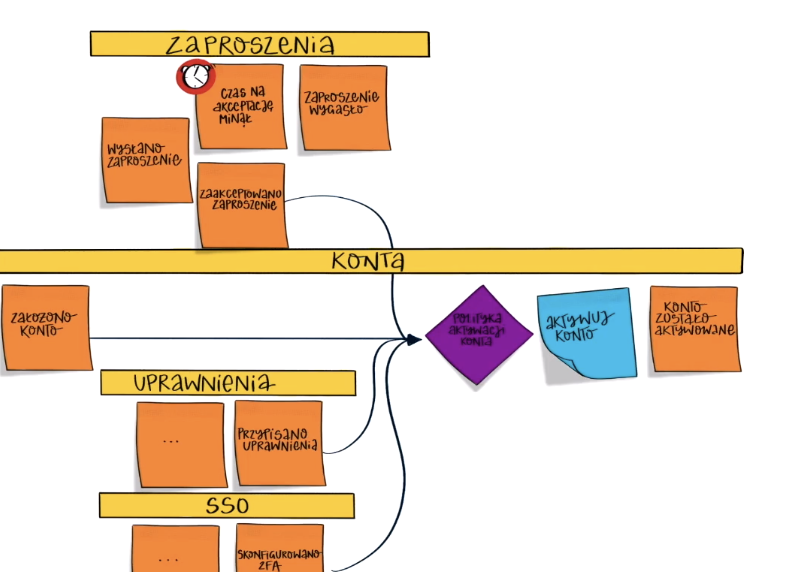 ZAPROSZENIA
CZAS NA
AKCEPTACJĘ
MINĄŁ
ZAPROSZENIE
WYGASŁO
WYSŁANO
ZAPROSZENIE
ZAAKCEPTOWANO
ZAPROSZENIE
KONTA
ZAŁOŻONO
KONTO
POLITYKA
AKTYWACJI
KONTA
AKTYWUJ
KONTO
KONTO
ZOSTAŁO
AKTYWOWANE
UPRAWNIENIA
...
PRZYPISANO
UPRAWNIENIA
SSO
...
SKONFIGUROWANO
2FA